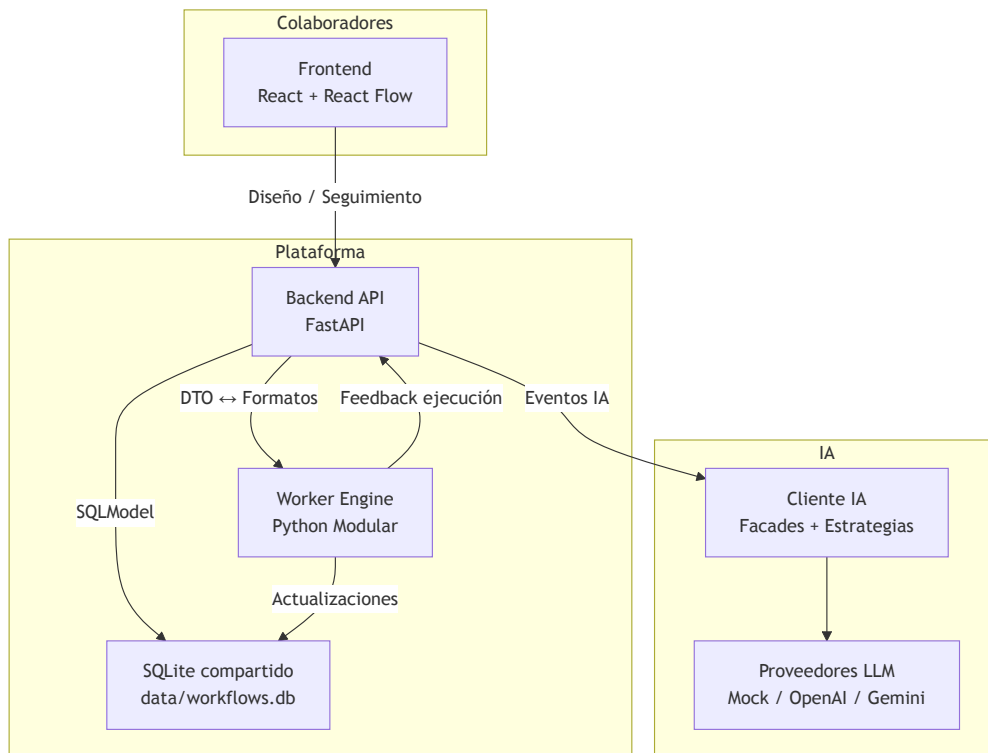 Colaboradores
Frontend
React + React Flow
Diseño / Seguimiento
Plataforma
Backend API
FastAPI
DTO ↔ Formatos
Feedback ejecución
Eventos IA
IA
SQLModel
Worker Engine
Python Modular
Cliente IA
Facades + Estrategias
Actualizaciones
SQLite compartido
data/workflows.db
Proveedores LLM
Mock / OpenAI / Gemini